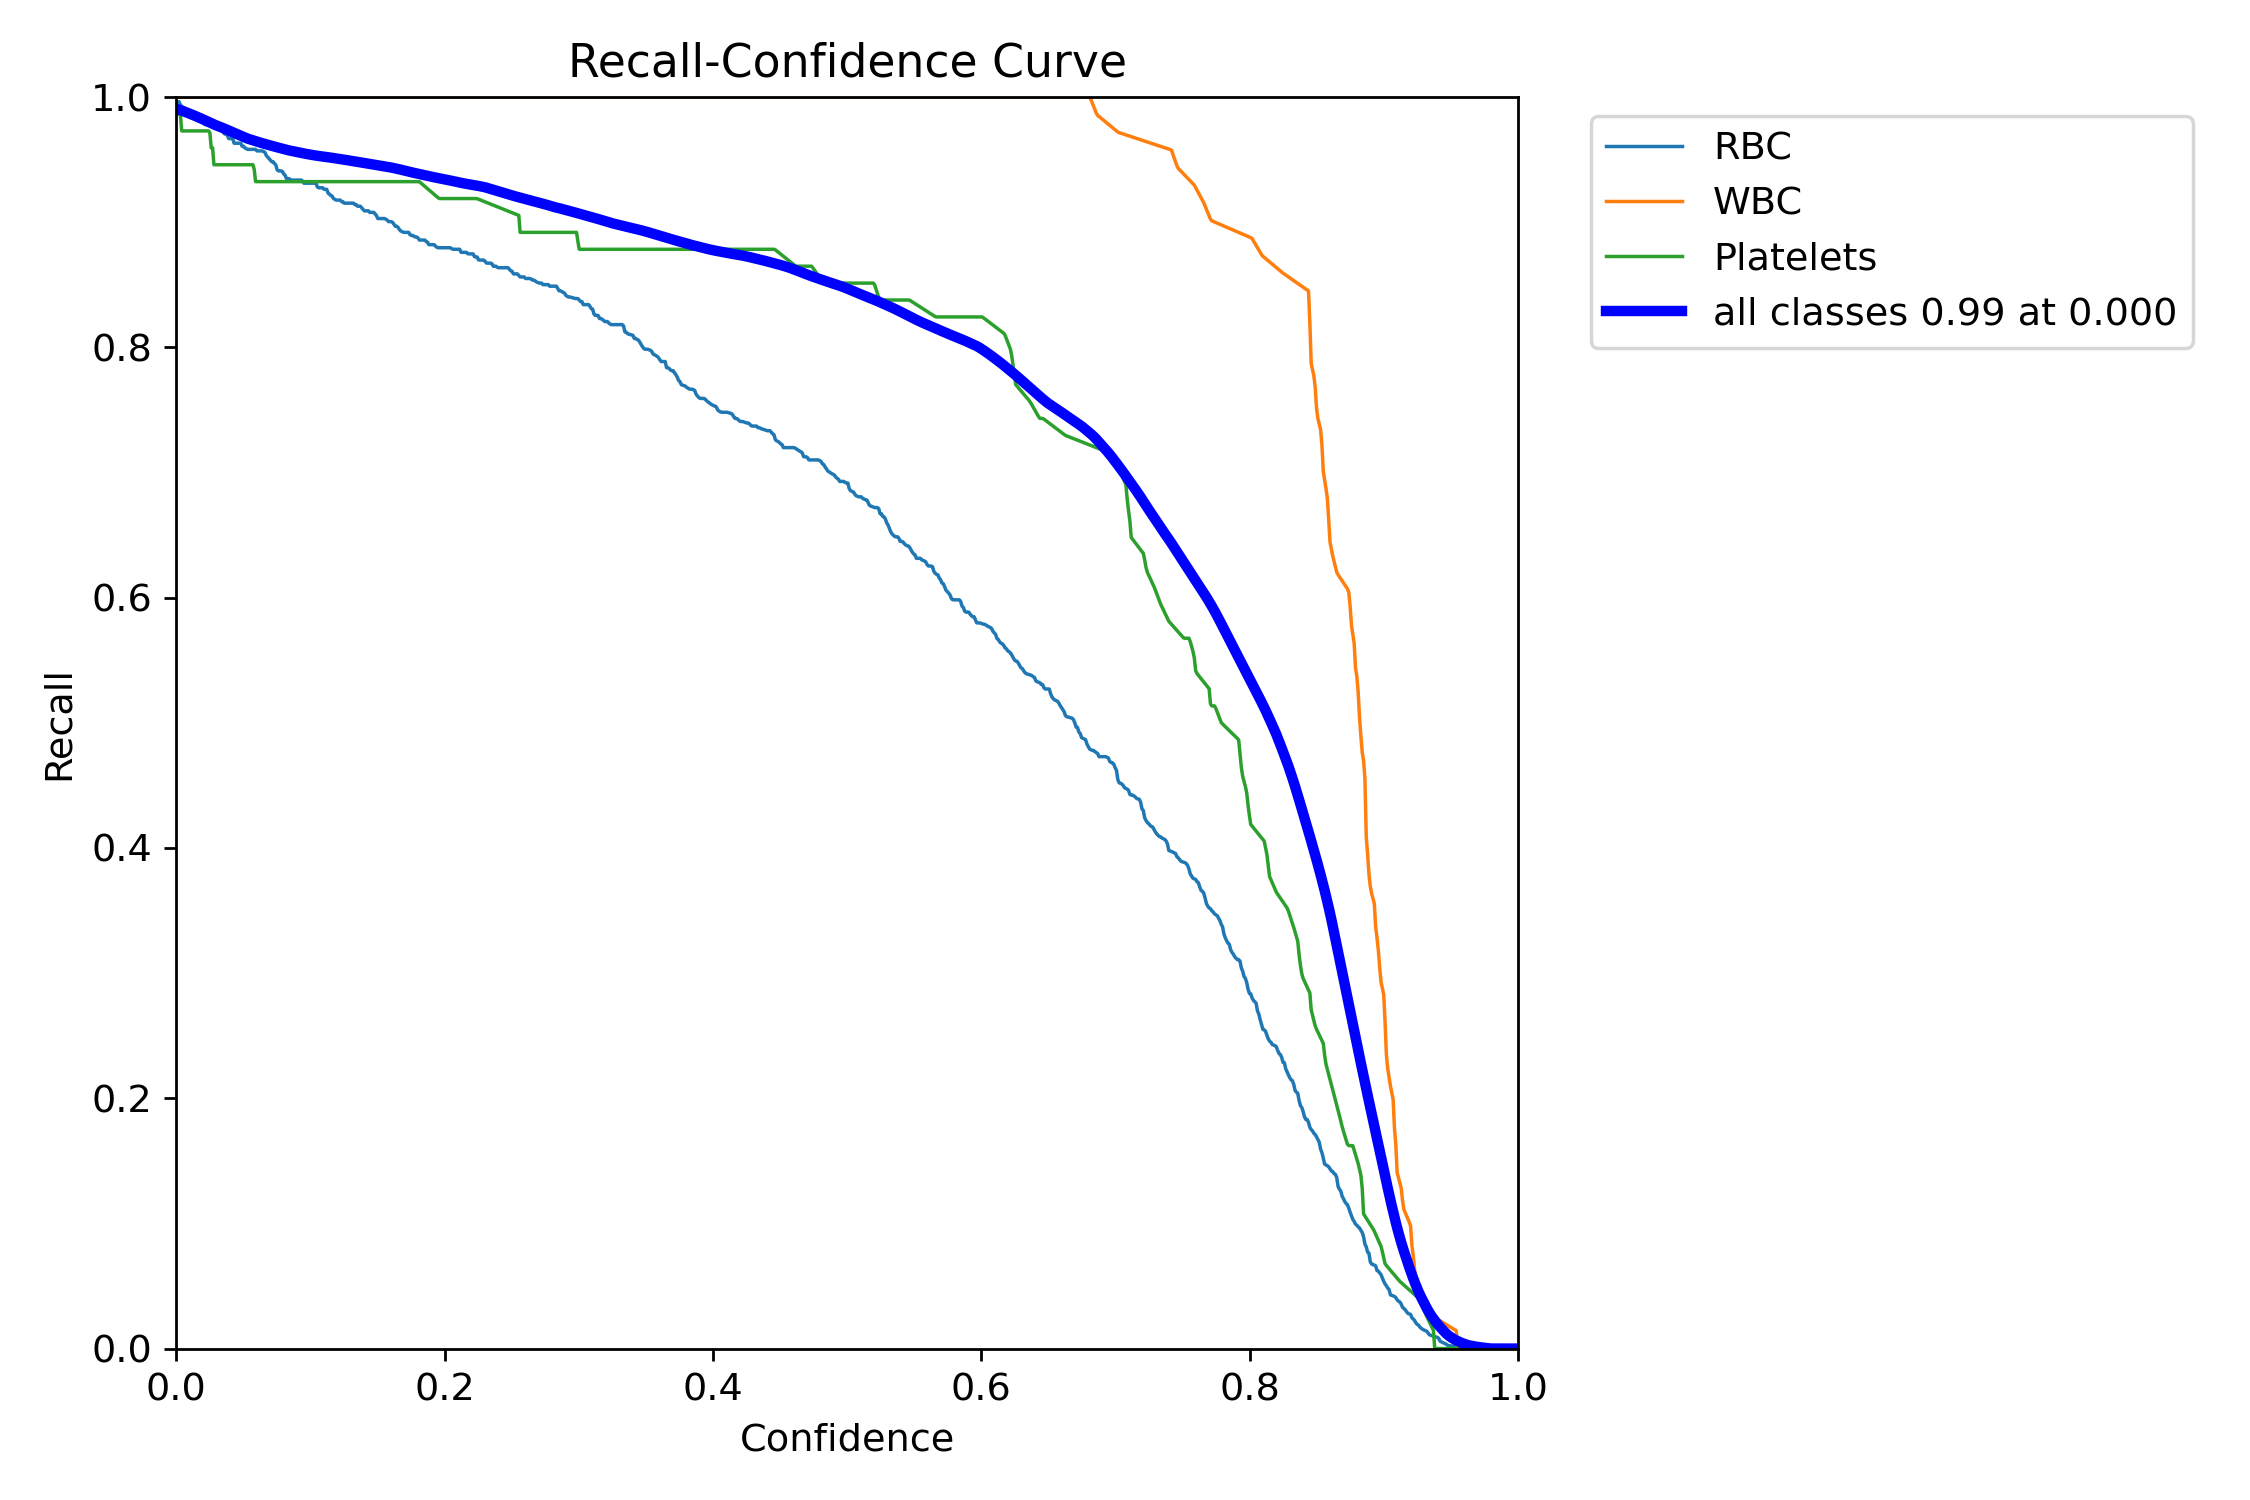 Recall-Confidence Curve
1.0
0.8
0.6
0.4
0.2
0.0
Recall
0.0 0.2 0.4 0.6 0.8 1.0
Confidence
RBC
WBC
Platelets
all classes 0.99 at 0.000